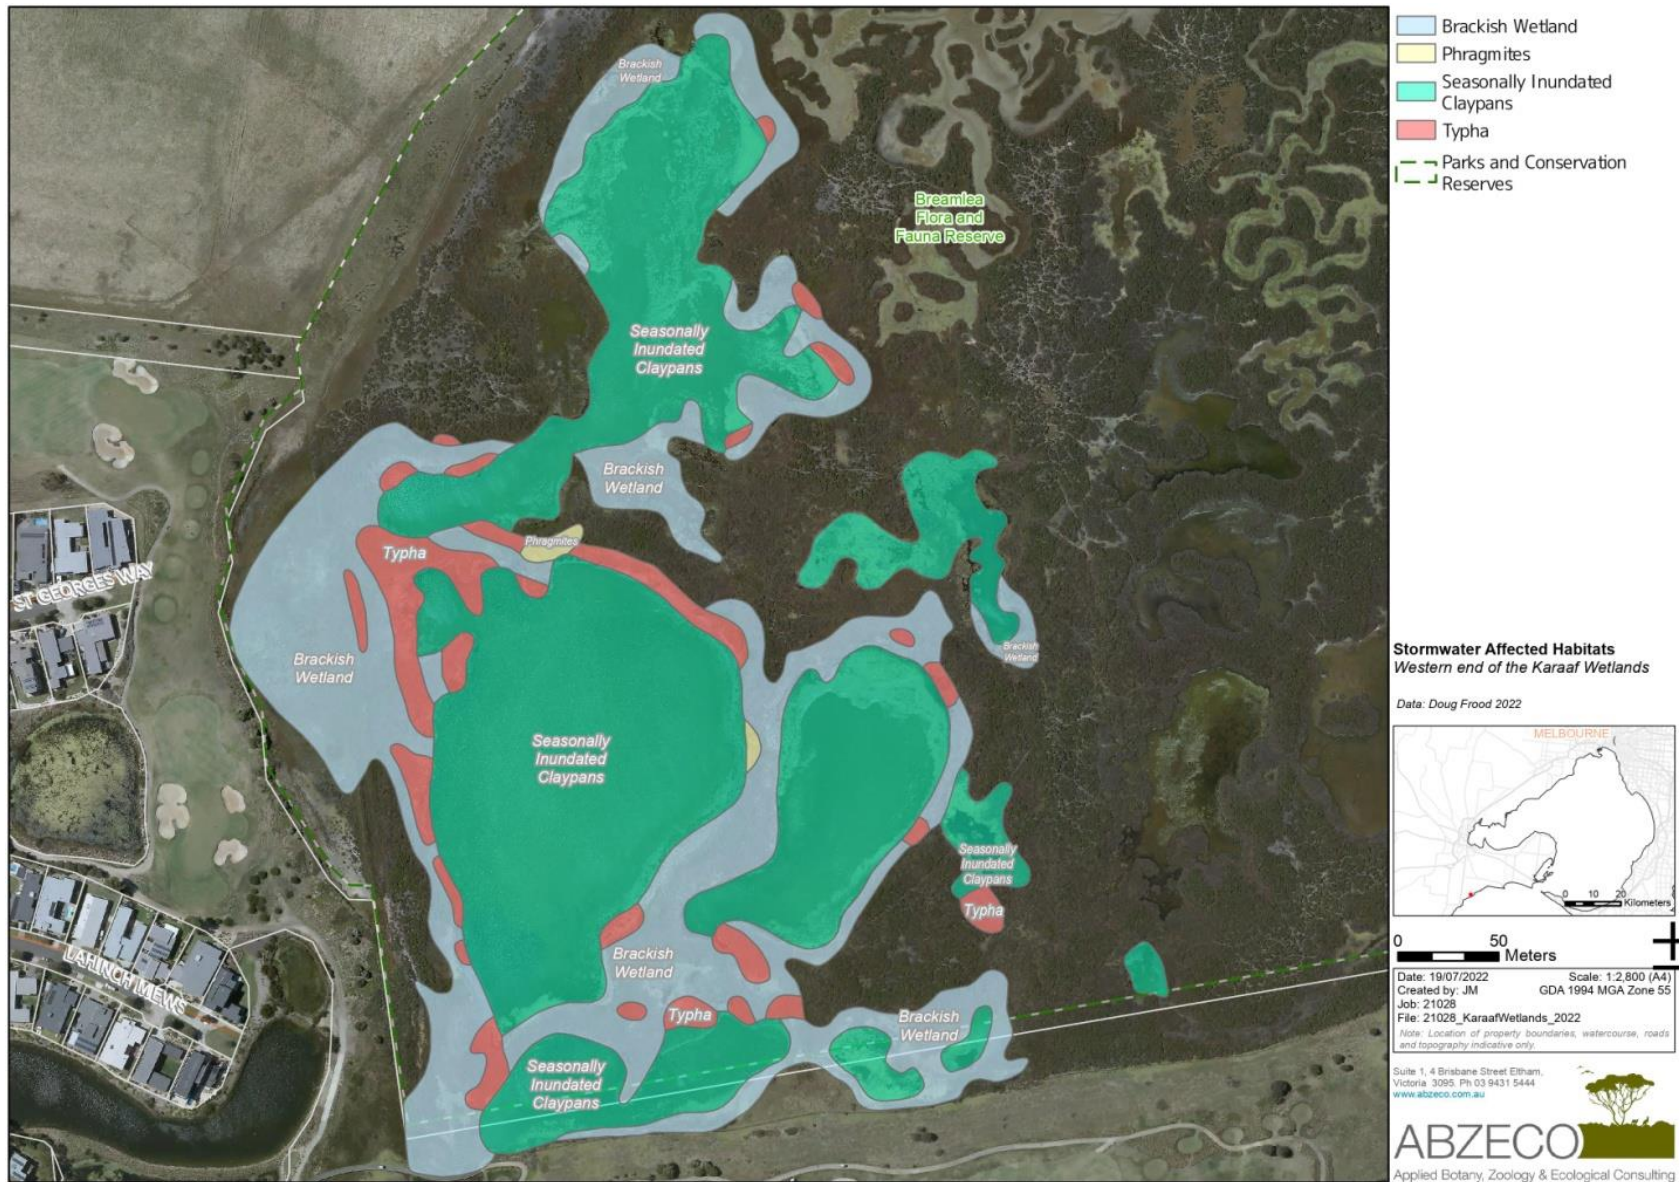 Brackish Wetland
Phragmites
Seasonally Inundated
Claypans
Typha
Parks and Conservation
Reserves
Brackish
Wetland
Breamlea
Flora and
Fauna Reserve
Seasonally
Inundated
Claypans
Brackish
Wetland
Phragmites
Typha
ST GEORGES WAY
Brackish
Wetland
Brackish
Wetland
Seasonally
Inundated
Claypans
Seasonally
Inundated
Claypans
Typha
Brackish
Wetland
LAHINCH MEWS
Typha
Brackish
Wetland
Seasonally
Inundated
Claypans
Stormwater Affected Habitats
Western end of the Karaaf Wetlands
Data: Doug Frood 2022
MELBOURNE
0 10 20
Kilometers
0 50
Meters
Date: 19/07/2022 Scale: 1:2,800 (A4)
Created by: JM GDA 1994 MGA Zone 55
Job: 21028
File: 21028_KaraafWetlands_2022
Note: Location of property boundaries, watercourse, roads
and topography indicative only.
Suite 1, 4 Brisbane Street Eltham,
Victoria 3095. Ph 03 9431 5444
www.abzeco.com.au
ABZECO
Applied Botany, Zoology & Ecological Consulting